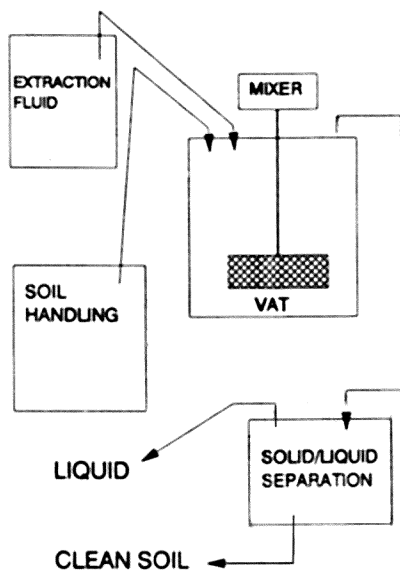 EXTRACTION
FLUID
MIXER
VAT
SOIL
HANDLING
SOLID/LIQUID
SEPARATION
LIQUID
CLEAN SOIL